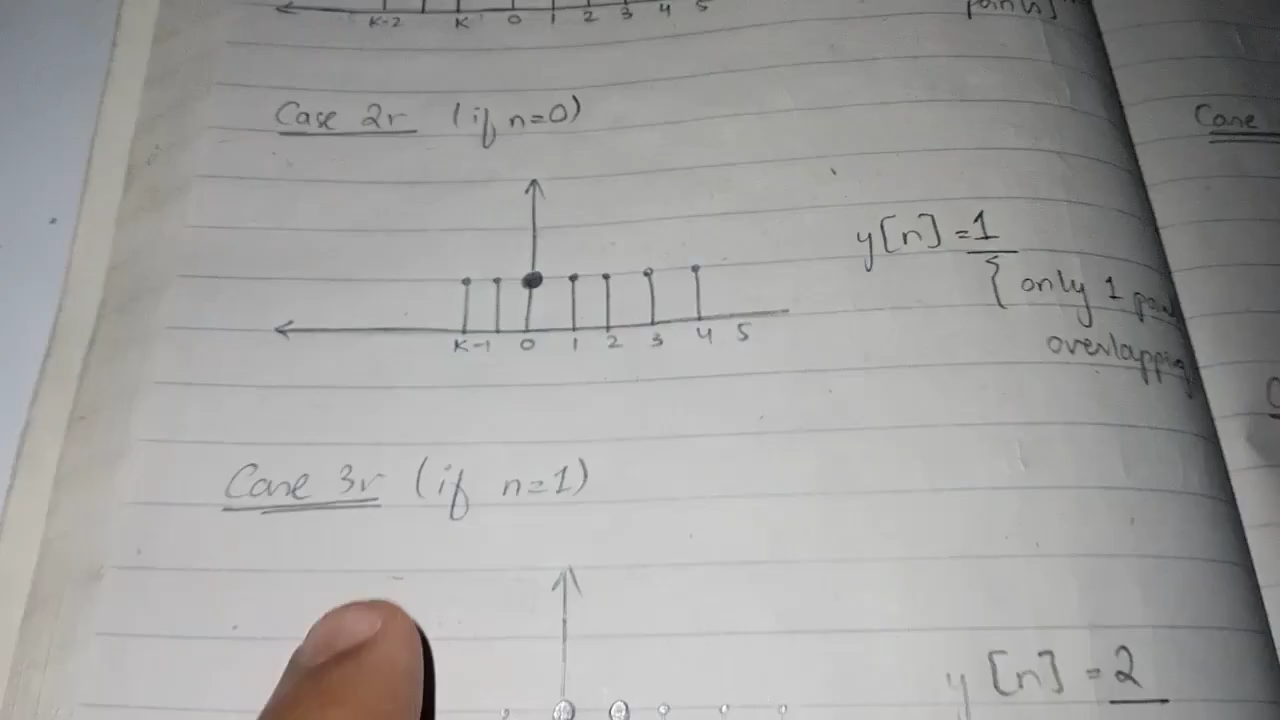 K-2 K 0 1 2 3 4 5
Case 2r (if n=0)
Case
y[n] = 1
{ only 1
overlapping
K-1 0 1 2 3 4 5
Case 3r (if n=1)
y[n] = 2